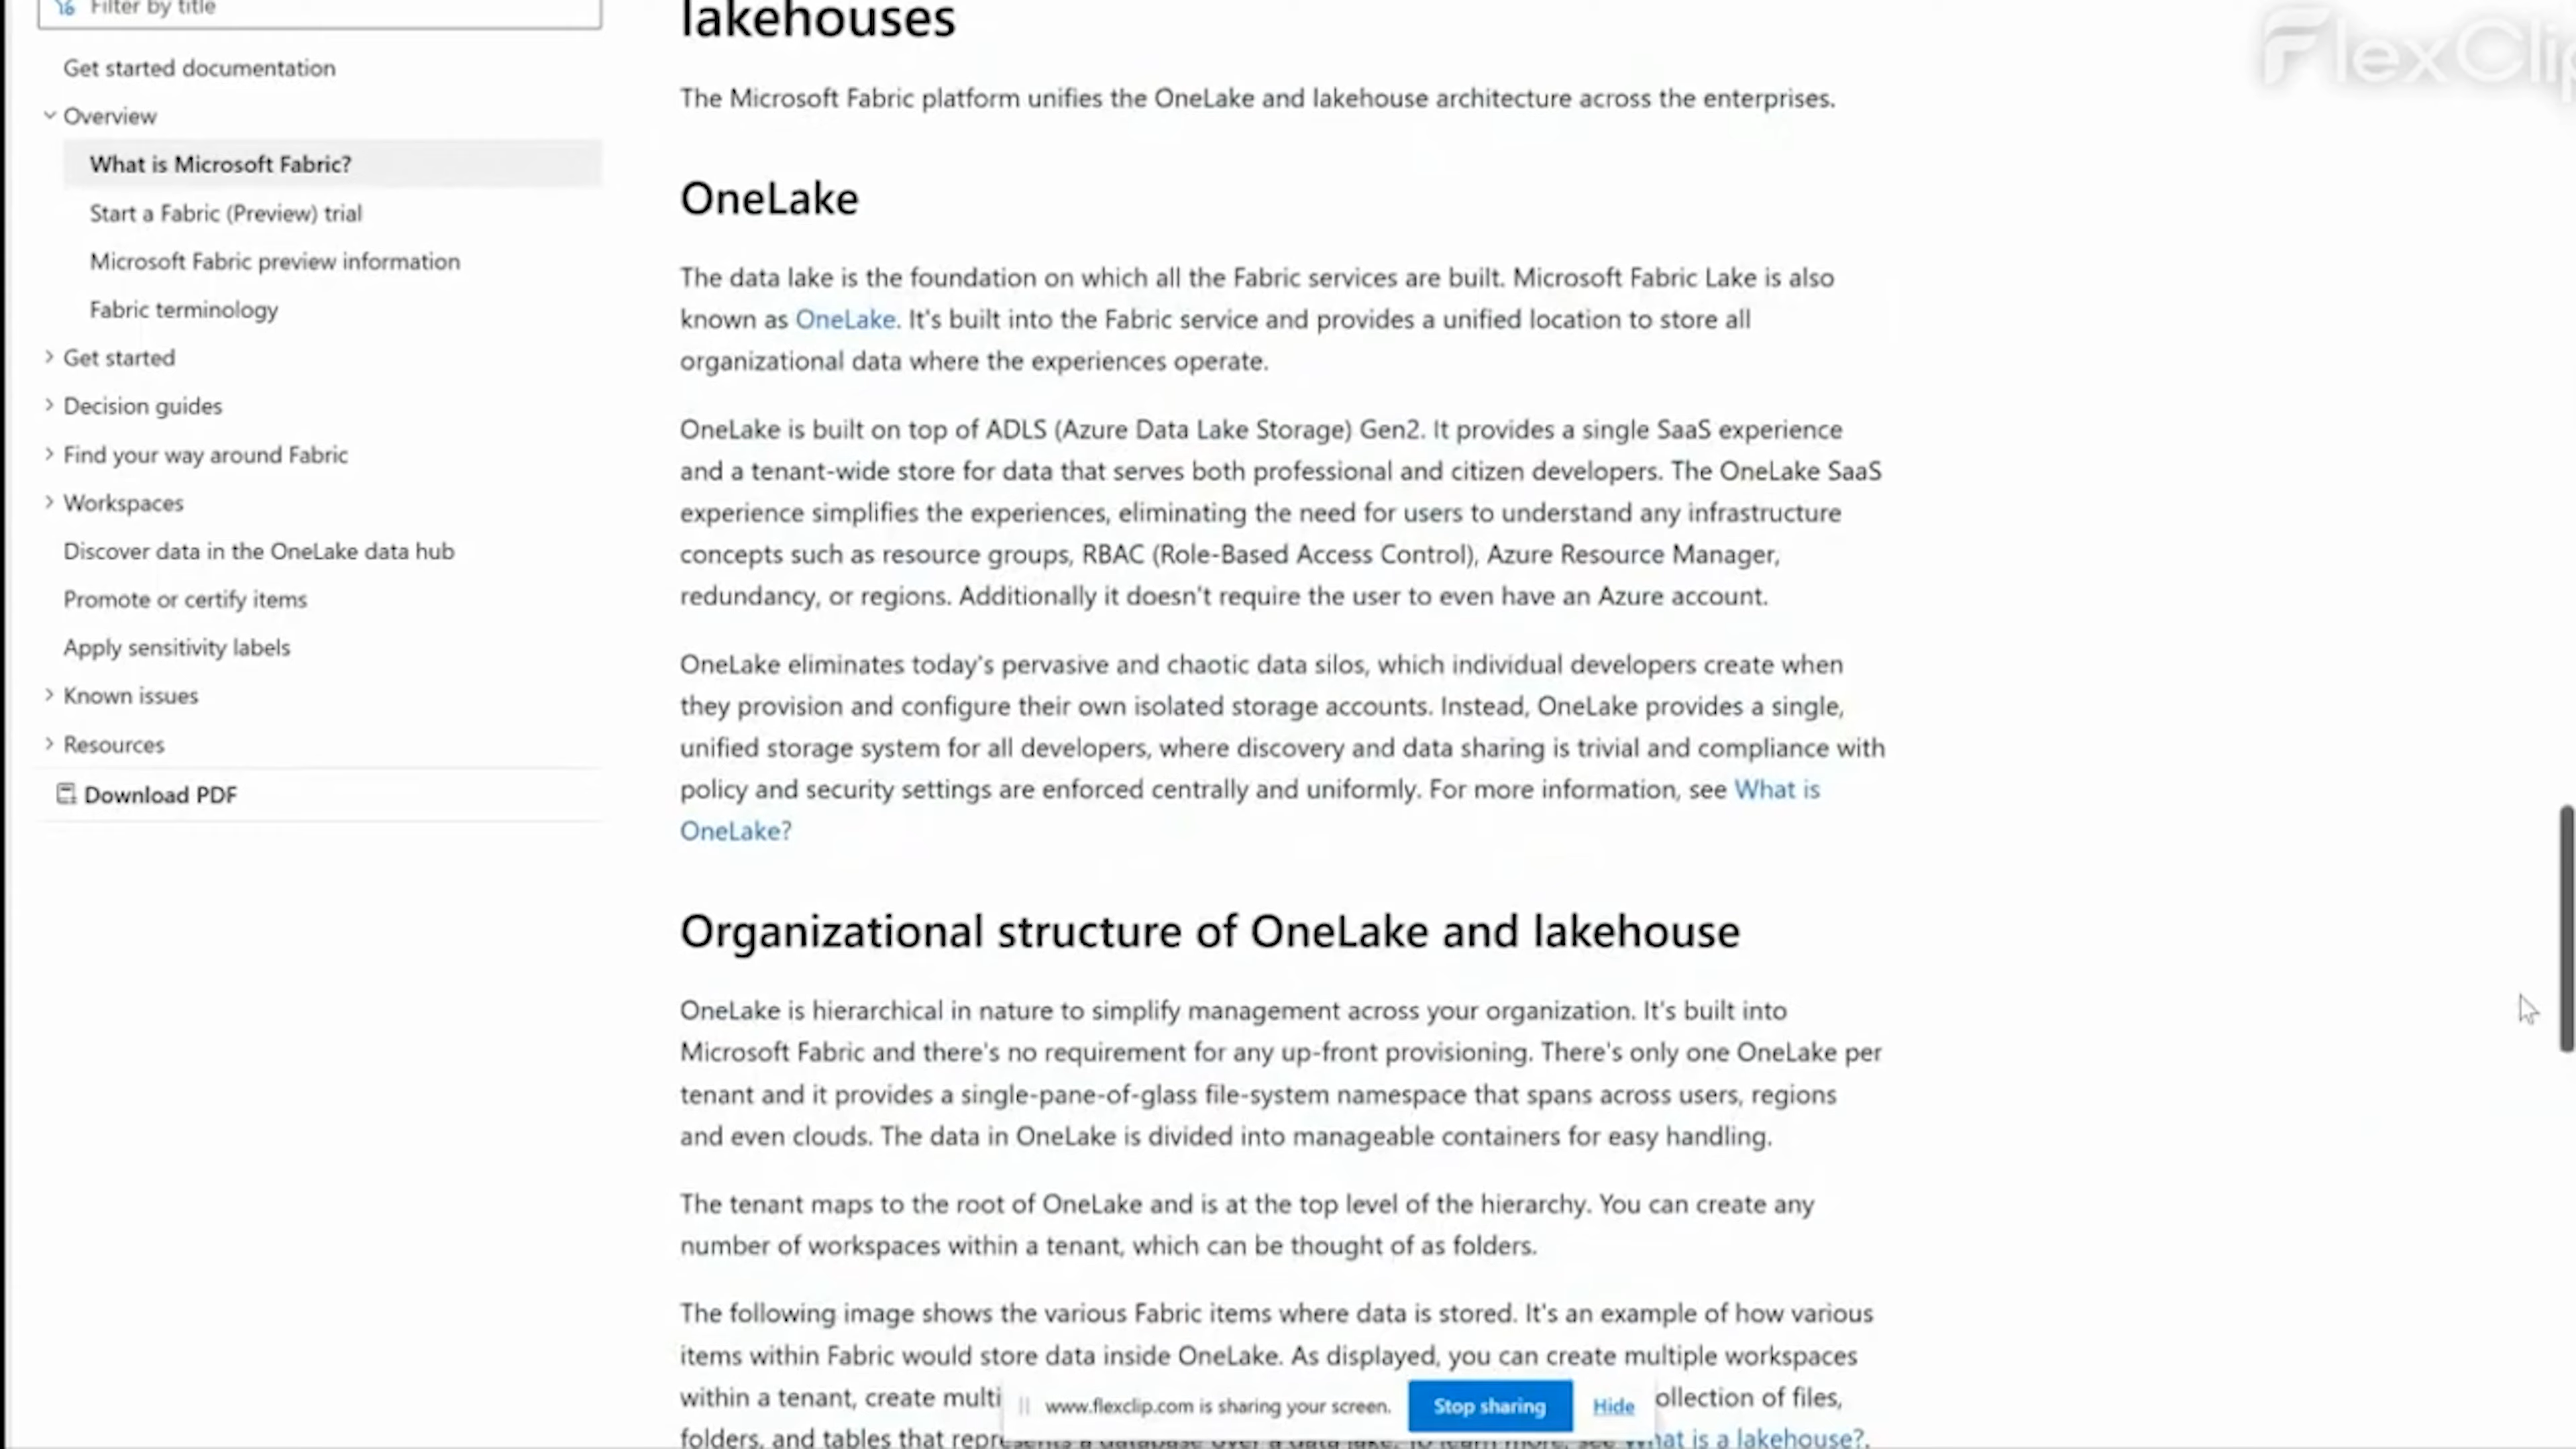 Filter by title
Get started documentation
Overview
What is Microsoft Fabric?
Start a Fabric (Preview) trial
Microsoft Fabric preview information
Fabric terminology
Get started
Decision guides
Find your way around Fabric
Workspaces
Discover data in the OneLake data hub
Promote or certify items
Apply sensitivity labels
Known issues
Resources
Download PDF
lakehouses
The Microsoft Fabric platform unifies the OneLake and lakehouse architecture across the enterprises.
OneLake
The data lake is the foundation on which all the Fabric services are built. Microsoft Fabric Lake is also
known as OneLake. It's built into the Fabric service and provides a unified location to store all
organizational data where the experiences operate.
OneLake is built on top of ADLS (Azure Data Lake Storage) Gen2. It provides a single SaaS experience
and a tenant-wide store for data that serves both professional and citizen developers. The OneLake SaaS
experience simplifies the experiences, eliminating the need for users to understand any infrastructure
concepts such as resource groups, RBAC (Role-Based Access Control), Azure Resource Manager,
redundancy, or regions. Additionally it doesn't require the user to even have an Azure account.
OneLake eliminates today's pervasive and chaotic data silos, which individual developers create when
they provision and configure their own isolated storage accounts. Instead, OneLake provides a single,
unified storage system for all developers, where discovery and data sharing is trivial and compliance with
policy and security settings are enforced centrally and uniformly. For more information, see What is
OneLake?
Organizational structure of OneLake and lakehouse
OneLake is hierarchical in nature to simplify management across your organization. It's built into
Microsoft Fabric and there's no requirement for any up-front provisioning. There's only one OneLake per
tenant and it provides a single-pane-of-glass file-system namespace that spans across users, regions
and even clouds. The data in OneLake is divided into manageable containers for easy handling.
The tenant maps to the root of OneLake and is at the top level of the hierarchy. You can create any
number of workspaces within a tenant, which can be thought of as folders.
The following image shows the various Fabric items where data is stored. It's an example of how various
items within Fabric would store data inside OneLake. As displayed, you can create multiple workspaces
within a tenant, create multi ollection of files,
folders, and tables that What is a lakehouse?.
www.flexclip.com is sharing your screen. Stop sharing Hide
FlexClip